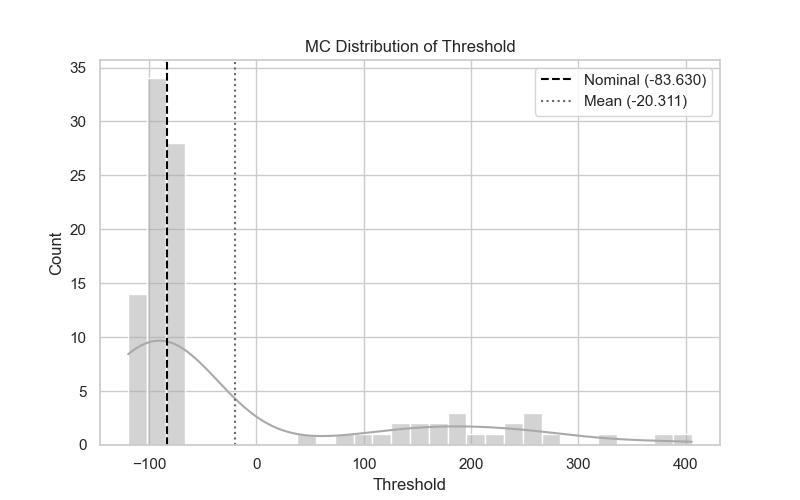 MC Distribution of Threshold
Nominal (-83.630)
Mean (-20.311)
Count
35
30
25
20
15
10
5
0
−100
0
100
200
300
400
Threshold